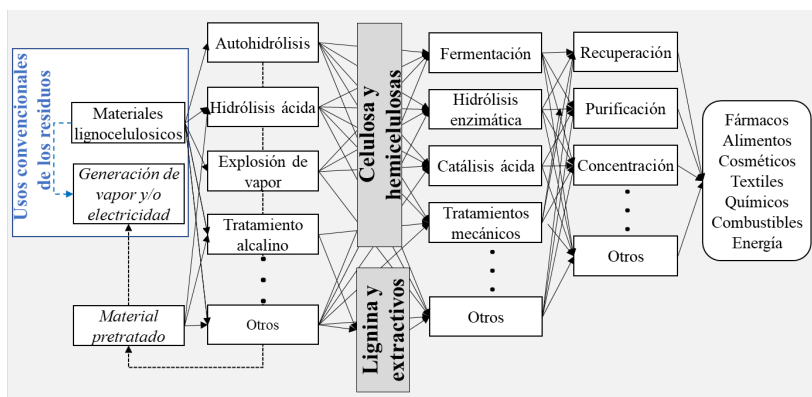 Usos convencionales
de los residuos
Materiales
lignocelulosicos
Generación de
vapor y/o
electricidad
Material
pretratado
Autohidrólisis
Hidrólisis ácida
Explosión de
vapor
Tratamiento
alcalino
Otros
Celulosa y
hemicelulosas
Lignina y
extractivos
Fermentación
Hidrólisis
enzimática
Catálisis ácida
Tratamientos
mecánicos
Otros
Recuperación
Purificación
Concentración
Otros
Fármacos
Alimentos
Cosméticos
Textiles
Químicos
Combustibles
Energía